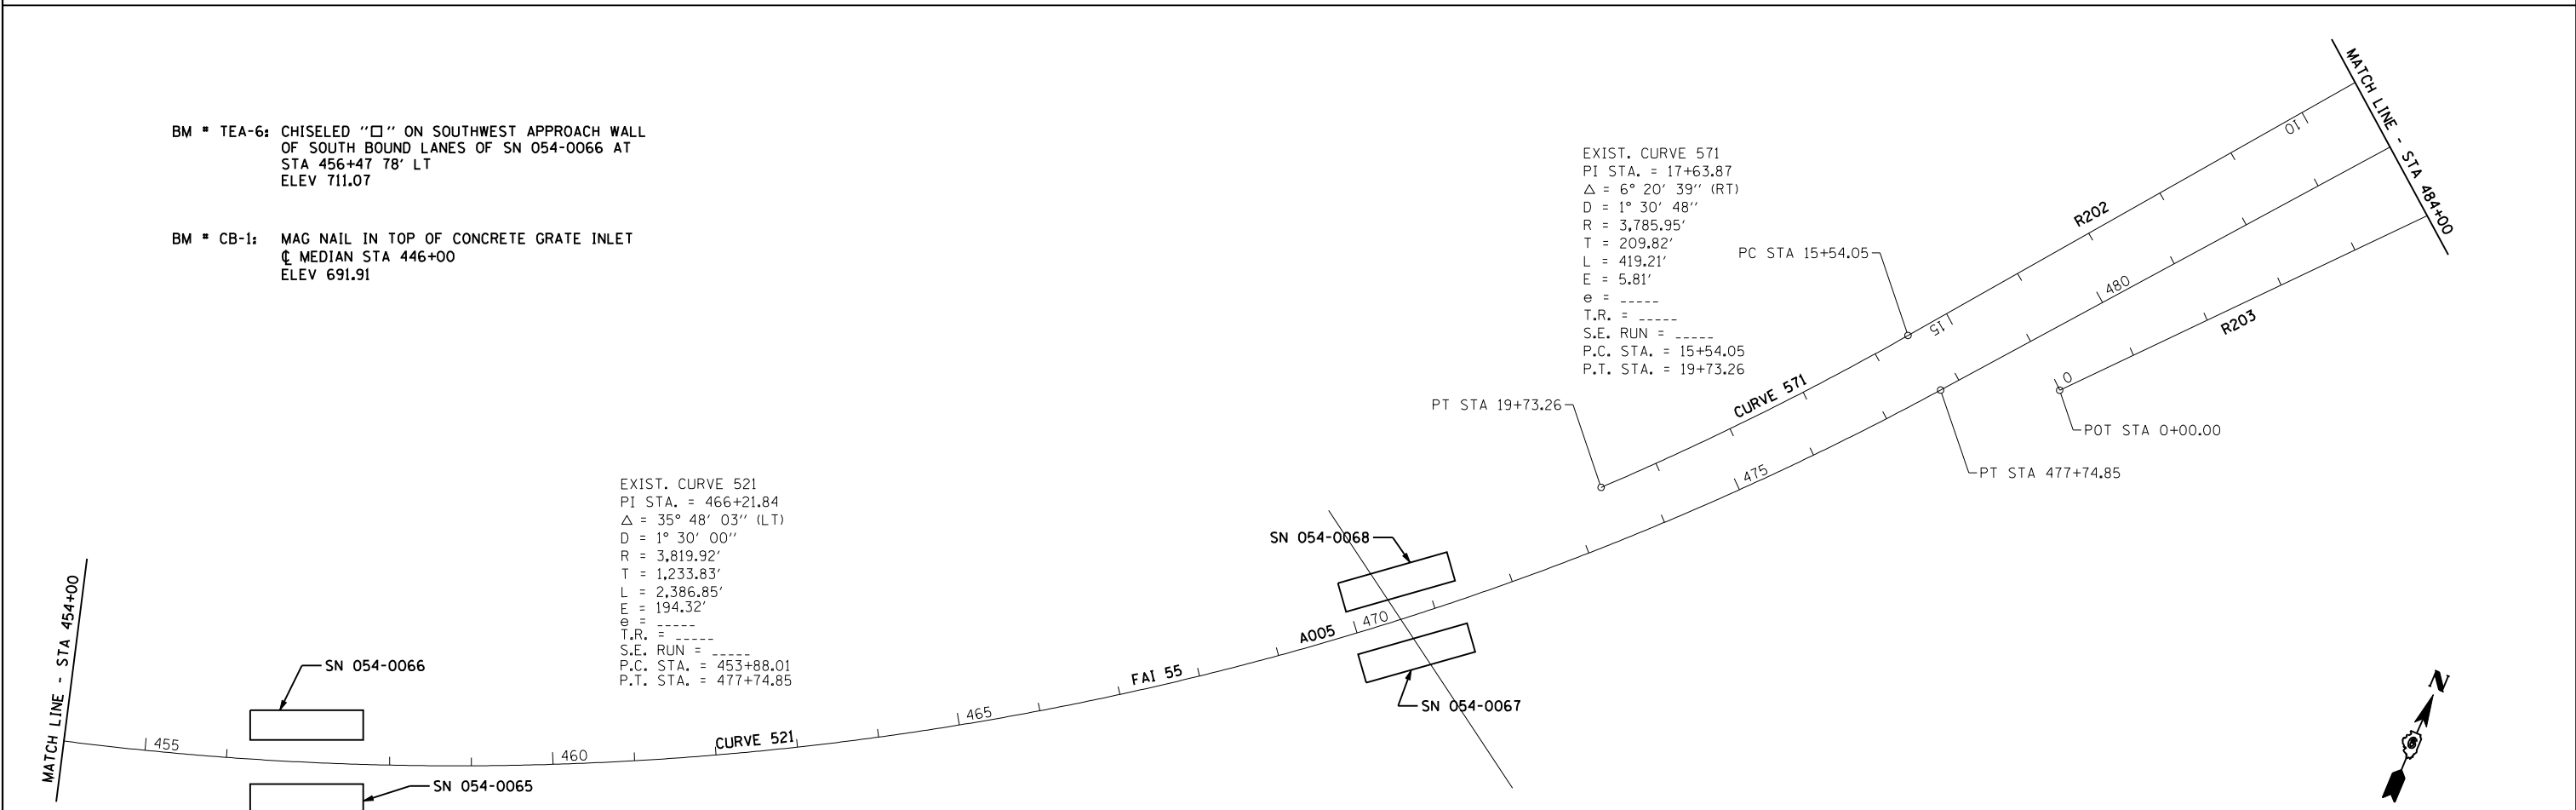 BM # TEA-6: CHISELED "□" ON SOUTHWEST APPROACH WALL
OF SOUTH BOUND LANES OF SN 054-0066 AT
STA 456+47 78' LT
ELEV 711.07
BM # CB-1: MAG NAIL IN TOP OF CONCRETE GRATE INLET
℄ MEDIAN STA 446+00
ELEV 691.91
EXIST. CURVE 571
PI STA. = 17+63.87
△ = 6° 20' 39" (RT)
D = 1° 30' 48"
R = 3,785.95'
T = 209.82'
L = 419.21'
E = 5.81'
e = _____
T.R. = _____
S.E. RUN = _____
P.C. STA. = 15+54.05
P.T. STA. = 19+73.26
PC STA 15+54.05
PT STA 19+73.26
CURVE 571
R202
10
15
MATCH LINE - STA 484+00
480
475
R203
0
POT STA 0+00.00
PT STA 477+74.85
EXIST. CURVE 521
PI STA. = 466+21.84
△ = 35° 48' 03" (LT)
D = 1° 30' 00"
R = 3,819.92'
T = 1,233.83'
L = 2,386.85'
E = 194.32'
e = _____
T.R. = _____
S.E. RUN = _____
P.C. STA. = 453+88.01
P.T. STA. = 477+74.85
SN 054-0068
A005
470
SN 054-0067
FAI 55
465
CURVE 521
460
455
MATCH LINE - STA 454+00
SN 054-0066
SN 054-0065
N